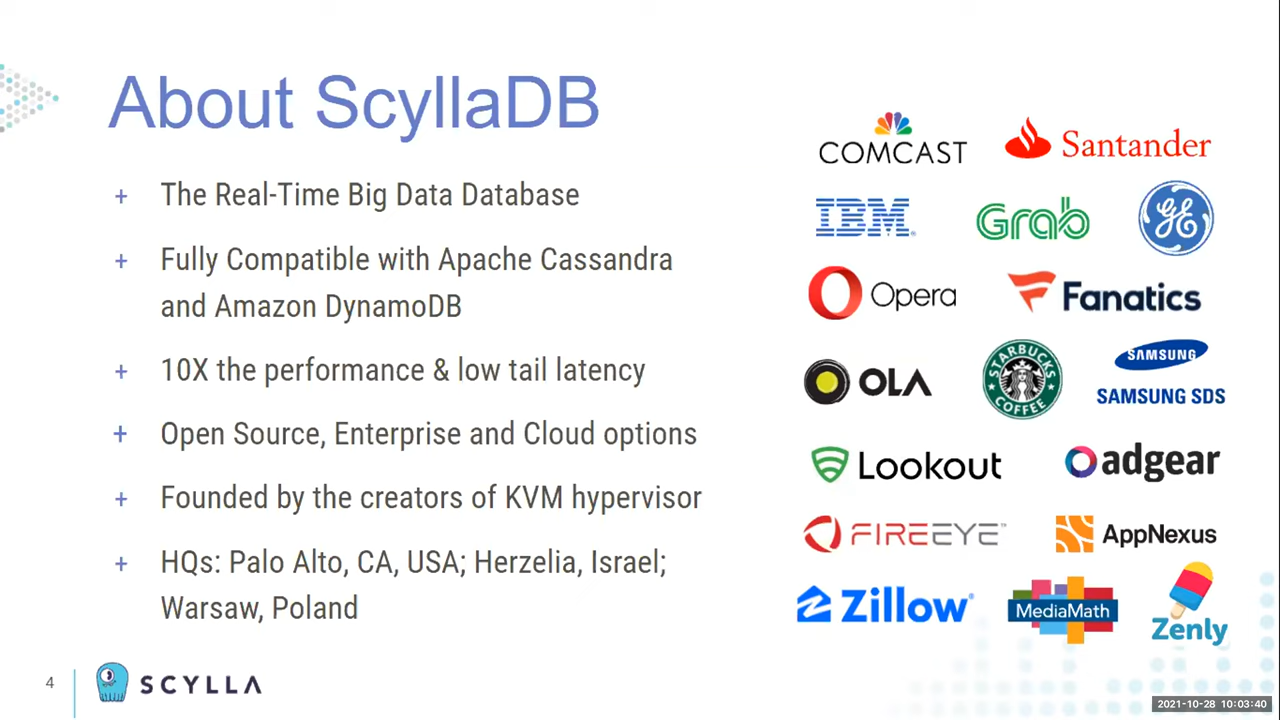 About ScyllaDB
+ The Real-Time Big Data Database
+ Fully Compatible with Apache Cassandra
and Amazon DynamoDB
+ 10X the performance & low tail latency
+ Open Source, Enterprise and Cloud options
+ Founded by the creators of KVM hypervisor
+ HQs: Palo Alto, CA, USA; Herzelia, Israel;
Warsaw, Poland
COMCAST
Santander
IBM®
Grab
GE
Opera
Fanatics
OLA
STARBUCKS
COFFEE
SAMSUNG
SAMSUNG SDS
Lookout
adgear
FIREEYE™
AppNexus
Zillow®
MediaMath
Zenly
4
SCYLLA
2021-10-28 10:03:40